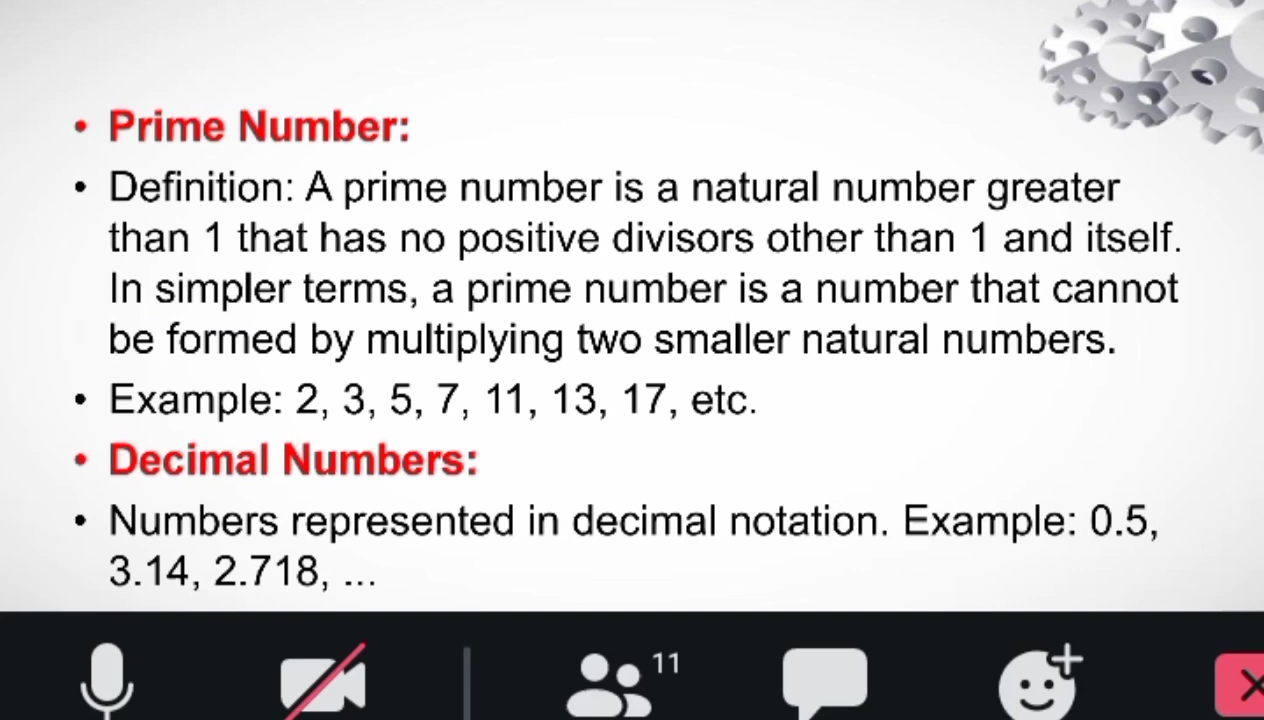 • Prime Number:
• Definition: A prime number is a natural number greater
than 1 that has no positive divisors other than 1 and itself.
In simpler terms, a prime number is a number that cannot
be formed by multiplying two smaller natural numbers.
• Example: 2, 3, 5, 7, 11, 13, 17, etc.
• Decimal Numbers:
• Numbers represented in decimal notation. Example: 0.5,
3.14, 2.718, ...
11